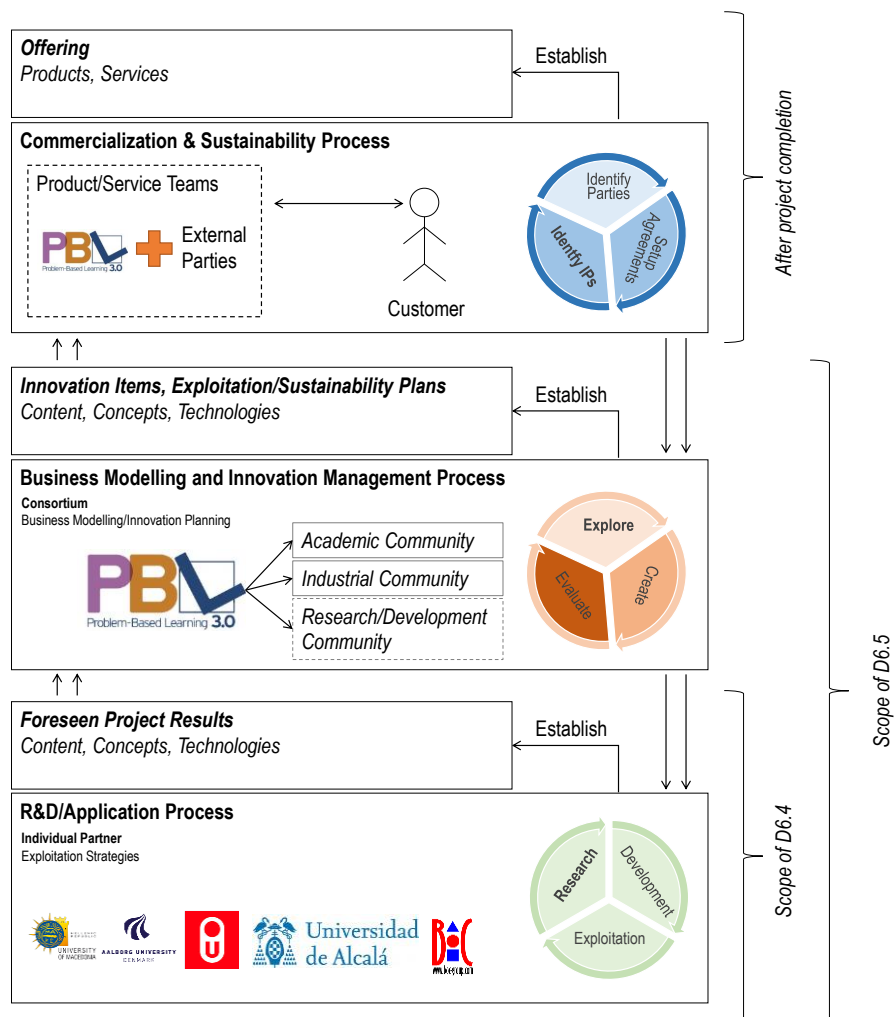 Offering
Products, Services
Establish
Commercialization & Sustainability Process
Product/Service Teams
PBL
Problem-Based Learning 3.0
External
Parties
Customer
Identify
Parties
Setup
Agreements
Identfy IPs
After project completion
Innovation Items, Exploitation/Sustainability Plans
Content, Concepts, Technologies
Establish
Business Modelling and Innovation Management Process
Consortium
Business Modelling/Innovation Planning
PBL
Problem-Based Learning 3.0
Academic Community
Industrial Community
Research/Development
Community
Explore
Create
Evaluate
Scope of D6.5
Foreseen Project Results
Content, Concepts, Technologies
Establish
R&D/Application Process
Individual Partner
Exploitation Strategies
UNIVERSITY
OF MACEDONIA
AALBORG UNIVERSITY
DENMARK
Universidad
de Alcalá
BOC
Research
Development
Exploitation
Scope of D6.4